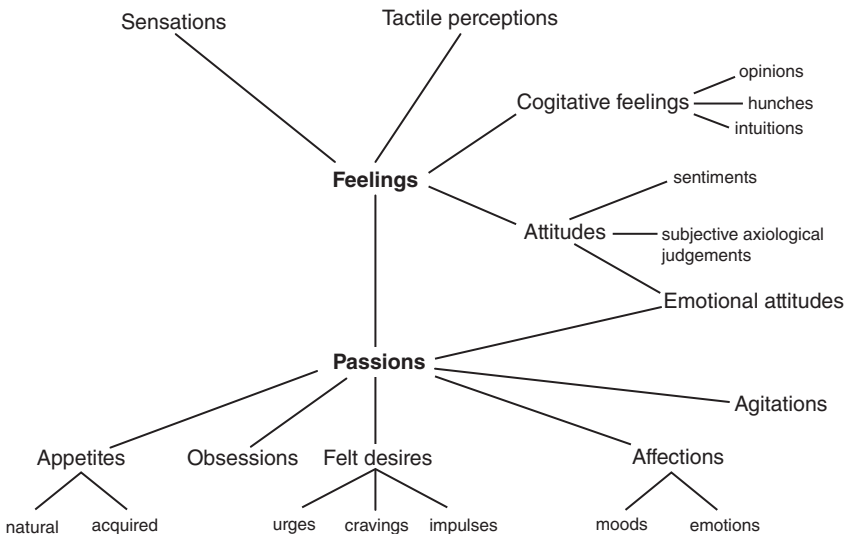 Sensations
Tactile perceptions
opinions
Cogitative feelings
hunches
intuitions
Feelings
sentiments
Attitudes
subjective axiological
judgements
Emotional attitudes
Passions
Agitations
Appetites
Obsessions
Felt desires
Affections
natural
acquired
urges
cravings
impulses
moods
emotions